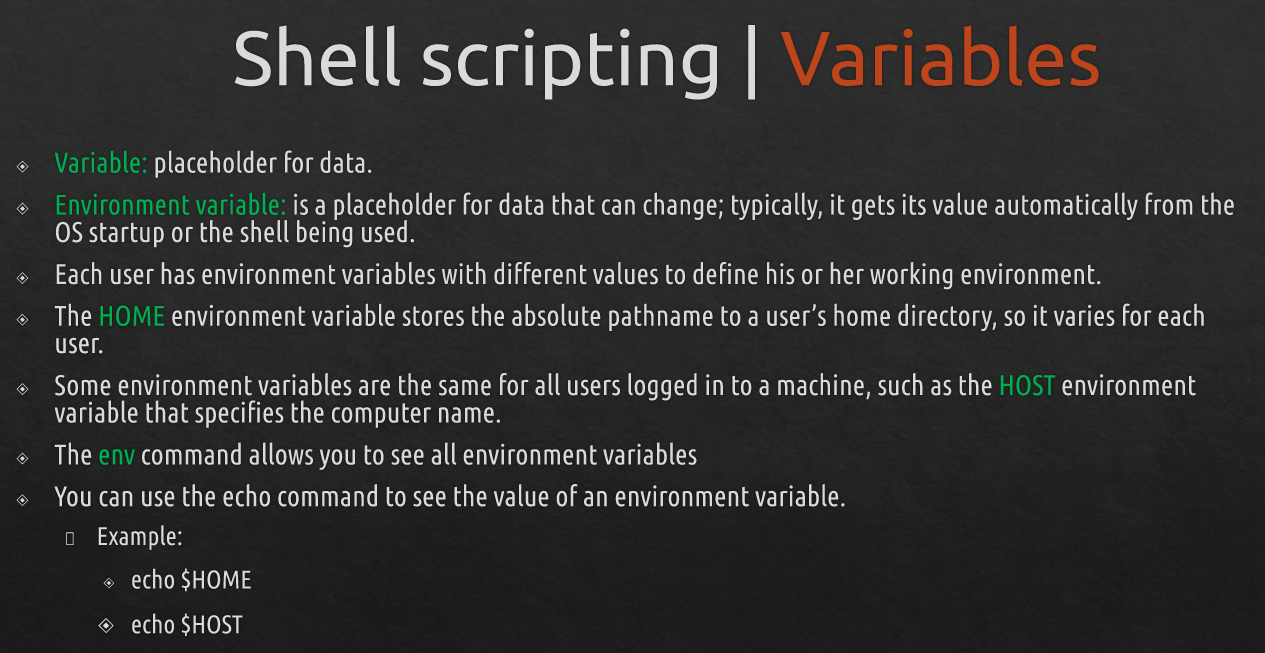 Shell scripting | Variables
Variable: placeholder for data.
Environment variable: is a placeholder for data that can change; typically, it gets its value automatically from the
OS startup or the shell being used.
Each user has environment variables with different values to define his or her working environment.
The HOME environment variable stores the absolute pathname to a user’s home directory, so it varies for each
user.
Some environment variables are the same for all users logged in to a machine, such as the HOST environment
variable that specifies the computer name.
The env command allows you to see all environment variables
You can use the echo command to see the value of an environment variable.
Example:
echo $HOME
echo $HOST